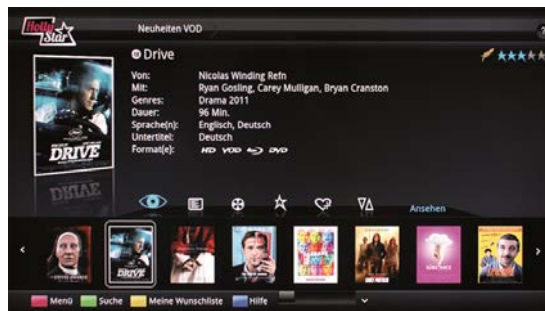 Holly Star
Neuheiten VOD
?
Drive
Von: Nicolas Winding Refn
Mit: Ryan Gosling, Carey Mulligan, Bryan Cranston
Genres: Drama 2011
Dauer: 96 Min.
Sprache(n): Englisch, Deutsch
Untertitel: Deutsch
Format(e): HD VOD DVD
DRIVE
Ansehen
DRIVE
Menü Suche Meine Wunschliste Hilfe